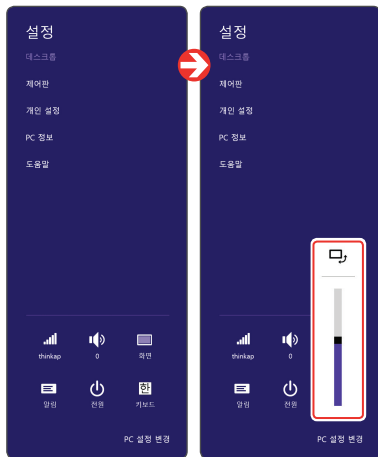 설정
데스크톱
제어판
개인 설정
PC 정보
도움말
thinkap
0
화면
알림
전원
한
키보드
PC 설정 변경
설정
데스크톱
제어판
개인 설정
PC 정보
도움말
thinkap
0
알림
전원
PC 설정 변경